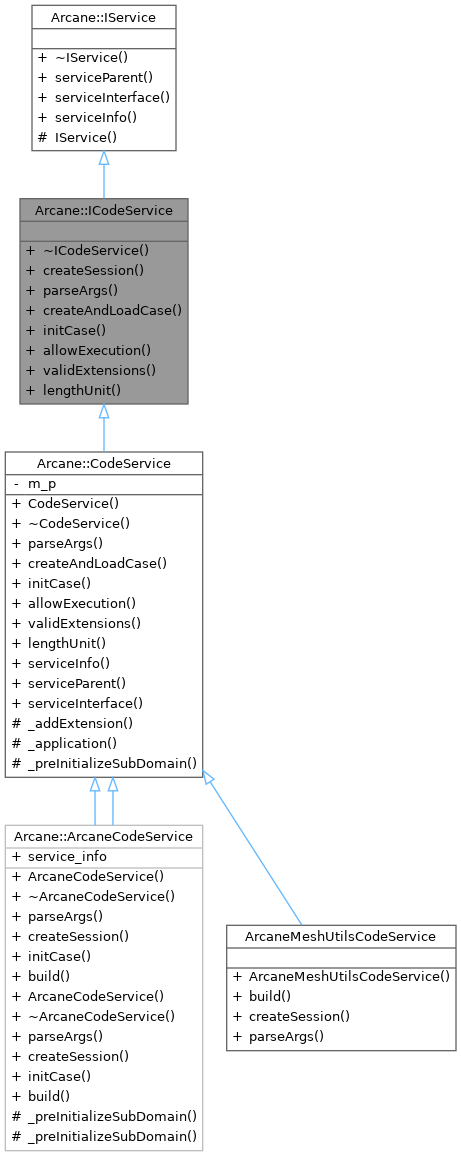 Arcane::IService
+ ~IService()
+ serviceParent()
+ serviceInterface()
+ serviceInfo()
# IService()
Arcane::ICodeService
+ ~ICodeService()
+ createSession()
+ parseArgs()
+ createAndLoadCase()
+ initCase()
+ allowExecution()
+ validExtensions()
+ lengthUnit()
Arcane::CodeService
- m_p
+ CodeService()
+ ~CodeService()
+ parseArgs()
+ createAndLoadCase()
+ initCase()
+ allowExecution()
+ validExtensions()
+ lengthUnit()
+ serviceInfo()
+ serviceParent()
+ serviceInterface()
# _addExtension()
# _application()
# _preInitializeSubDomain()
Arcane::ArcaneCodeService
+ service_info
+ ArcaneCodeService()
+ ~ArcaneCodeService()
+ parseArgs()
+ createSession()
+ initCase()
+ build()
+ ArcaneCodeService()
+ ~ArcaneCodeService()
+ parseArgs()
+ createSession()
+ initCase()
+ build()
# _preInitializeSubDomain()
# _preInitializeSubDomain()
ArcaneMeshUtilsCodeService
+ ArcaneMeshUtilsCodeService()
+ build()
+ createSession()
+ parseArgs()